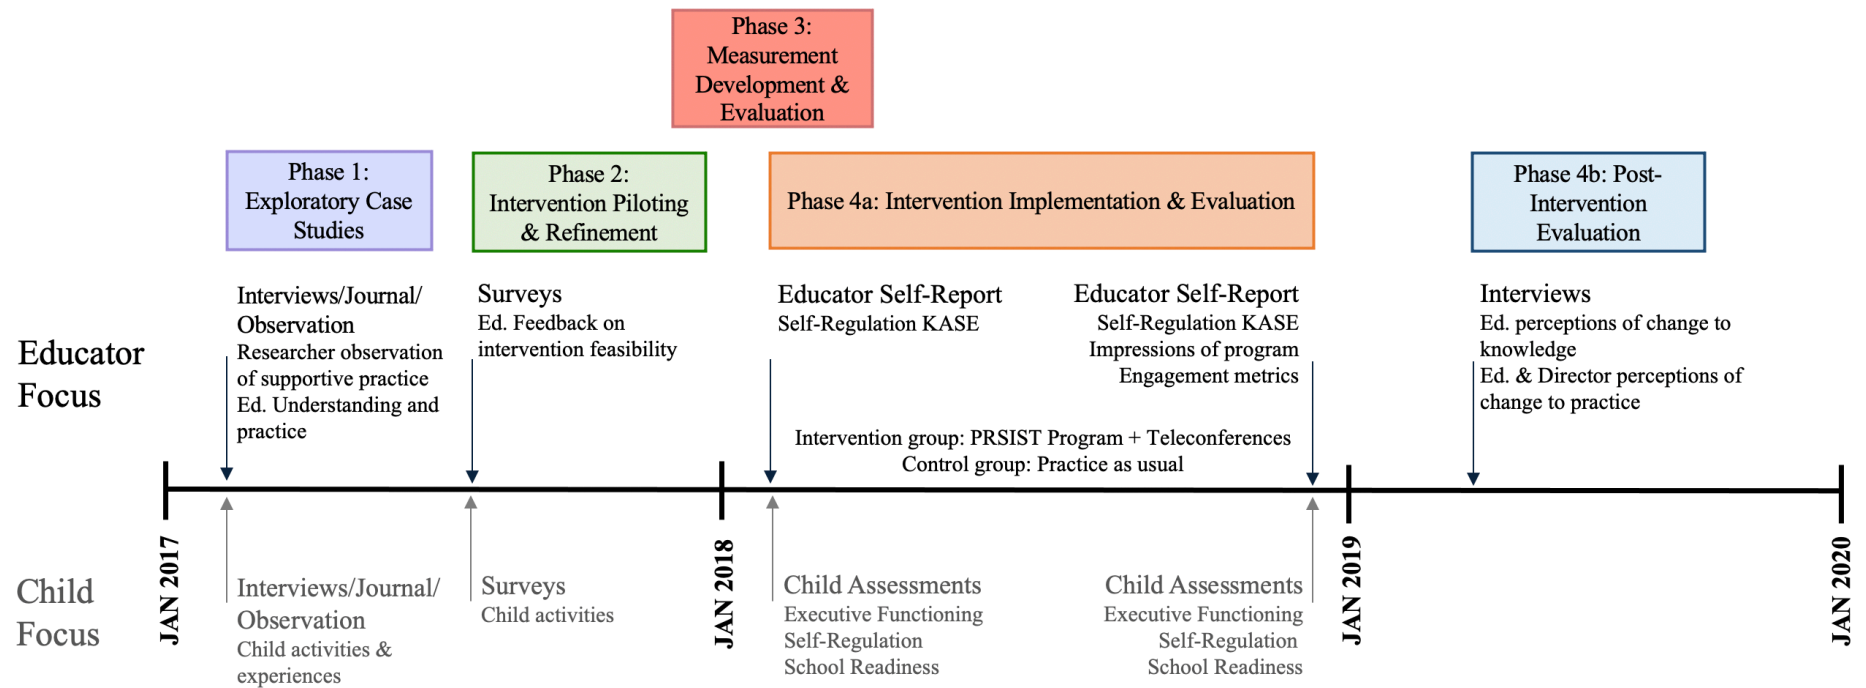 Phase 3:
Measurement
Development &
Evaluation
Phase 1:
Exploratory Case
Studies
Phase 2:
Intervention Piloting
& Refinement
Phase 4a: Intervention Implementation & Evaluation
Phase 4b: Post-
Intervention
Evaluation
Educator
Focus
Interviews/Journal/
Observation
Researcher observation
of supportive practice
Ed. Understanding and
practice
Surveys
Ed. Feedback on
intervention feasibility
Educator Self-Report
Self-Regulation KASE
Educator Self-Report
Self-Regulation KASE
Impressions of program
Engagement metrics
Intervention group: PRSIST Program + Teleconferences
Control group: Practice as usual
Interviews
Ed. perceptions of change to
knowledge
Ed. & Director perceptions of
change to practice
JAN 2017
JAN 2018
JAN 2019
JAN 2020
Child
Focus
Interviews/Journal/
Observation
Child activities &
experiences
Surveys
Child activities
Child Assessments
Executive Functioning
Self-Regulation
School Readiness
Child Assessments
Executive Functioning
Self-Regulation
School Readiness